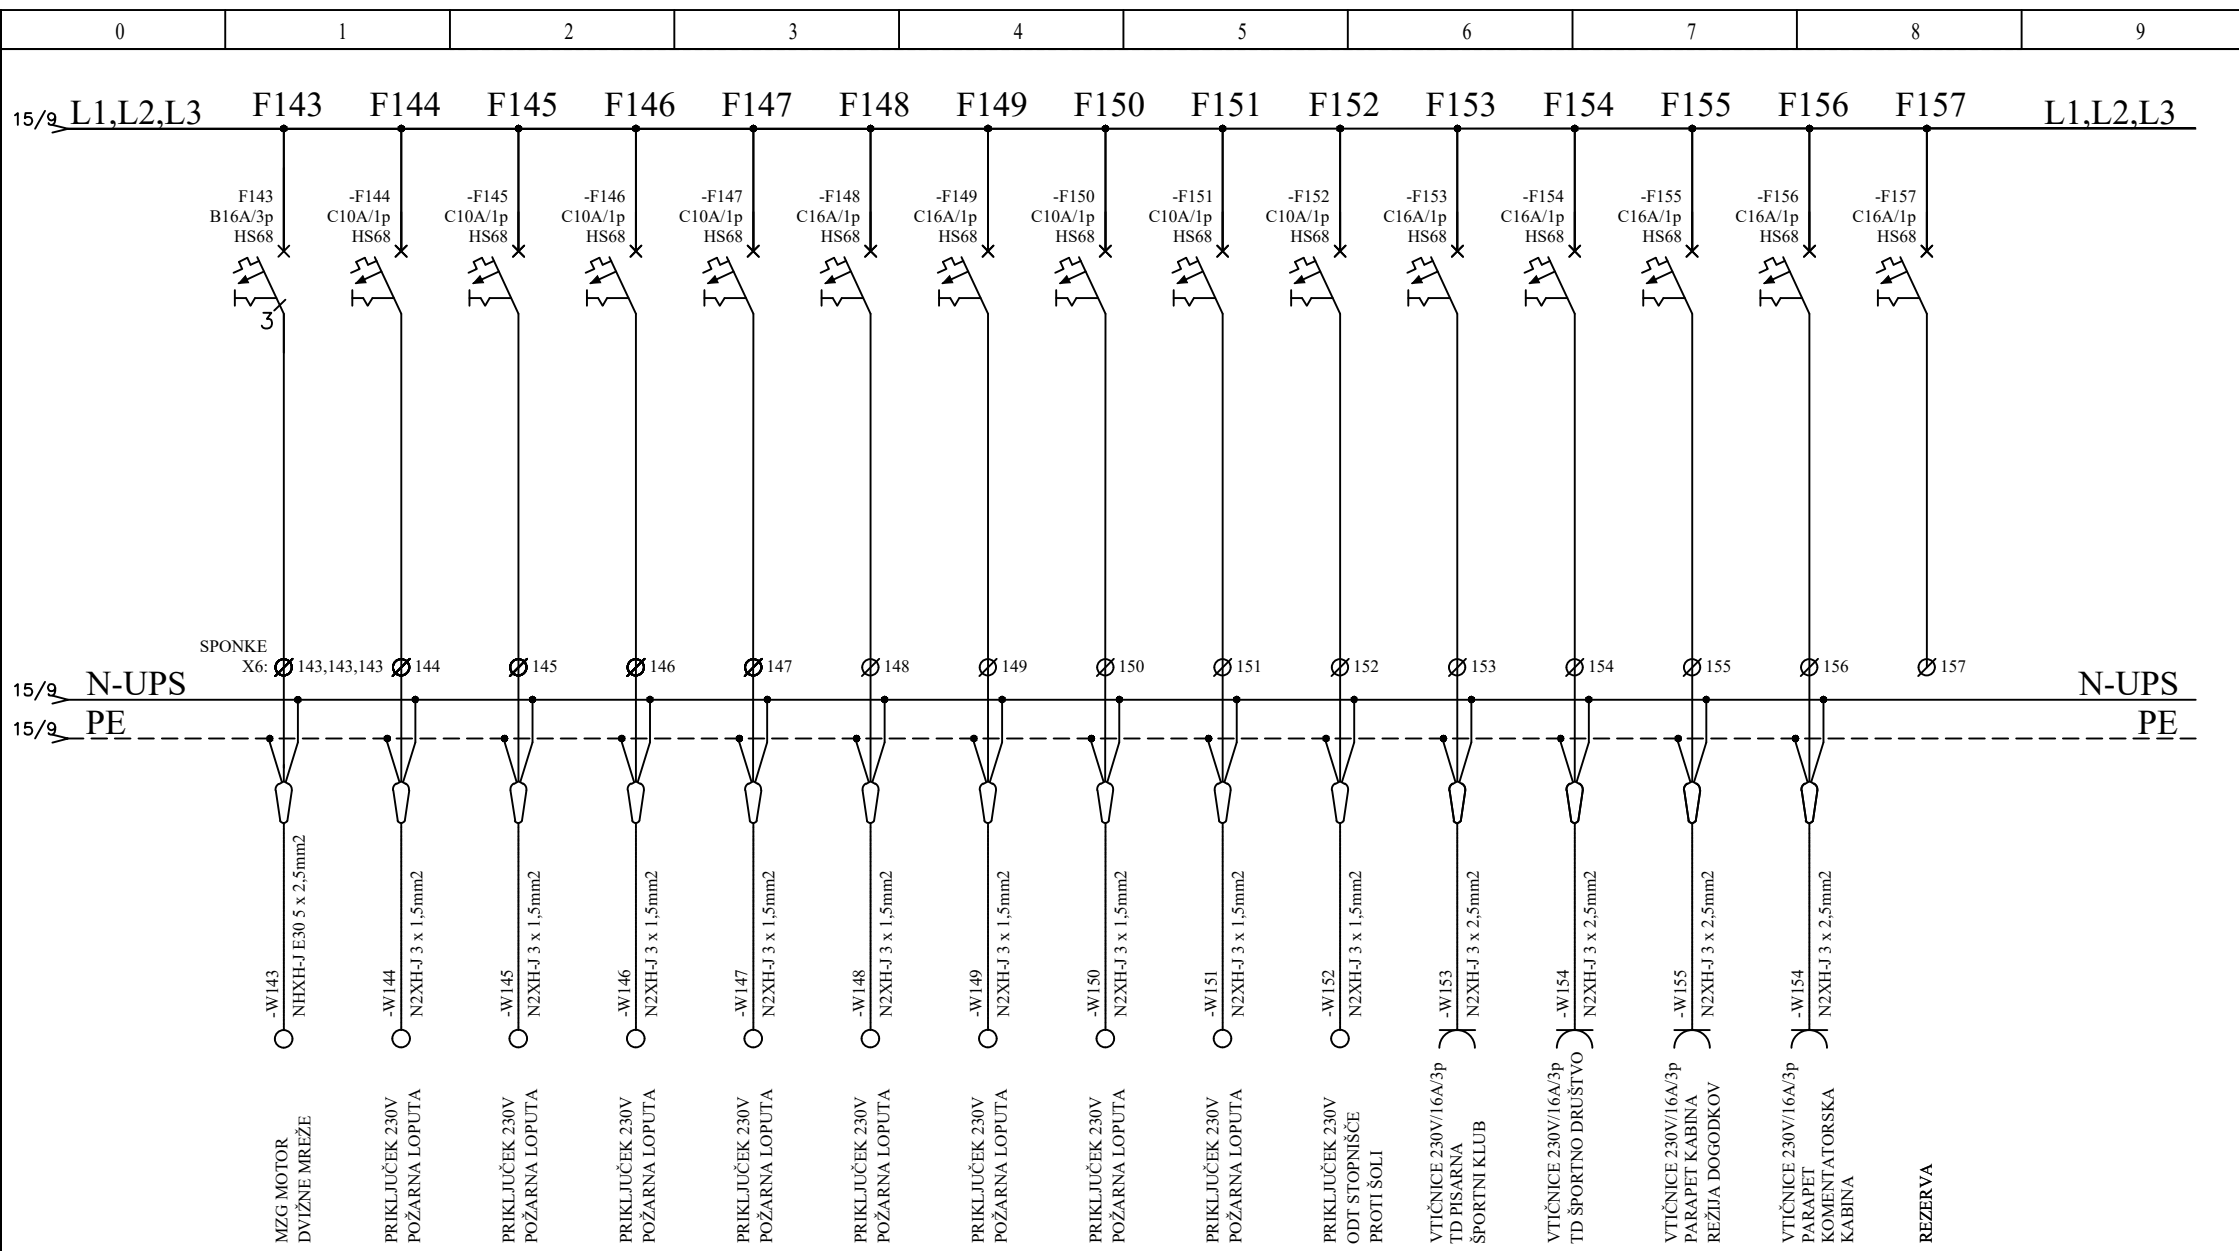 0 1 2 3 4 5 6 7 8 9
15/9 L1,L2,L3 F143 F144 F145 F146 F147 F148 F149 F150 F151 F152 F153 F154 F155 F156 F157 L1,L2,L3
F143 -F144 -F145 -F146 -F147 -F148 -F149 -F150 -F151 -F152 -F153 -F154 -F155 -F156 -F157
B16A/3p C10A/1p C10A/1p C10A/1p C10A/1p C16A/1p C16A/1p C10A/1p C10A/1p C10A/1p C16A/1p C16A/1p C16A/1p C16A/1p C16A/1p
HS68 HS68 HS68 HS68 HS68 HS68 HS68 HS68 HS68 HS68 HS68 HS68 HS68 HS68 HS68
3
SPONKE
X6: 143,143,143 144 145 146 147 148 149 150 151 152 153 154 155 156 157
15/9 N-UPS N-UPS
15/9 PE PE
-W143
NHXH-J E30 5 x 2,5mm2
-W144
N2XH-J 3 x 1,5mm2
-W145
N2XH-J 3 x 1,5mm2
-W146
N2XH-J 3 x 1,5mm2
-W147
N2XH-J 3 x 1,5mm2
-W148
N2XH-J 3 x 1,5mm2
-W149
N2XH-J 3 x 1,5mm2
-W150
N2XH-J 3 x 1,5mm2
-W151
N2XH-J 3 x 1,5mm2
-W152
N2XH-J 3 x 1,5mm2
-W153
N2XH-J 3 x 2,5mm2
-W154
N2XH-J 3 x 2,5mm2
-W155
N2XH-J 3 x 2,5mm2
-W154
N2XH-J 3 x 2,5mm2
MZG MOTOR
DVIŽNE MREŽE
PRIKLJUČEK 230V
POŽARNA LOPUTA
PRIKLJUČEK 230V
POŽARNA LOPUTA
PRIKLJUČEK 230V
POŽARNA LOPUTA
PRIKLJUČEK 230V
POŽARNA LOPUTA
PRIKLJUČEK 230V
POŽARNA LOPUTA
PRIKLJUČEK 230V
POŽARNA LOPUTA
PRIKLJUČEK 230V
POŽARNA LOPUTA
PRIKLJUČEK 230V
POŽARNA LOPUTA
PRIKLJUČEK 230V
ODT STOPNIŠČE
PROTI ŠOLI
VTIČNICE 230V/16A/3p
TD PISARNA
ŠPORTNI KLUB
VTIČNICE 230V/16A/3p
TD ŠPORTNO DRUŠTVO
VTIČNICE 230V/16A/3p
PARAPET KABINA
REŽIJA DOGODKOV
VTIČNICE 230V/16A/3p
PARAPET
KOMENTATORSKA
KABINA
REZERVA